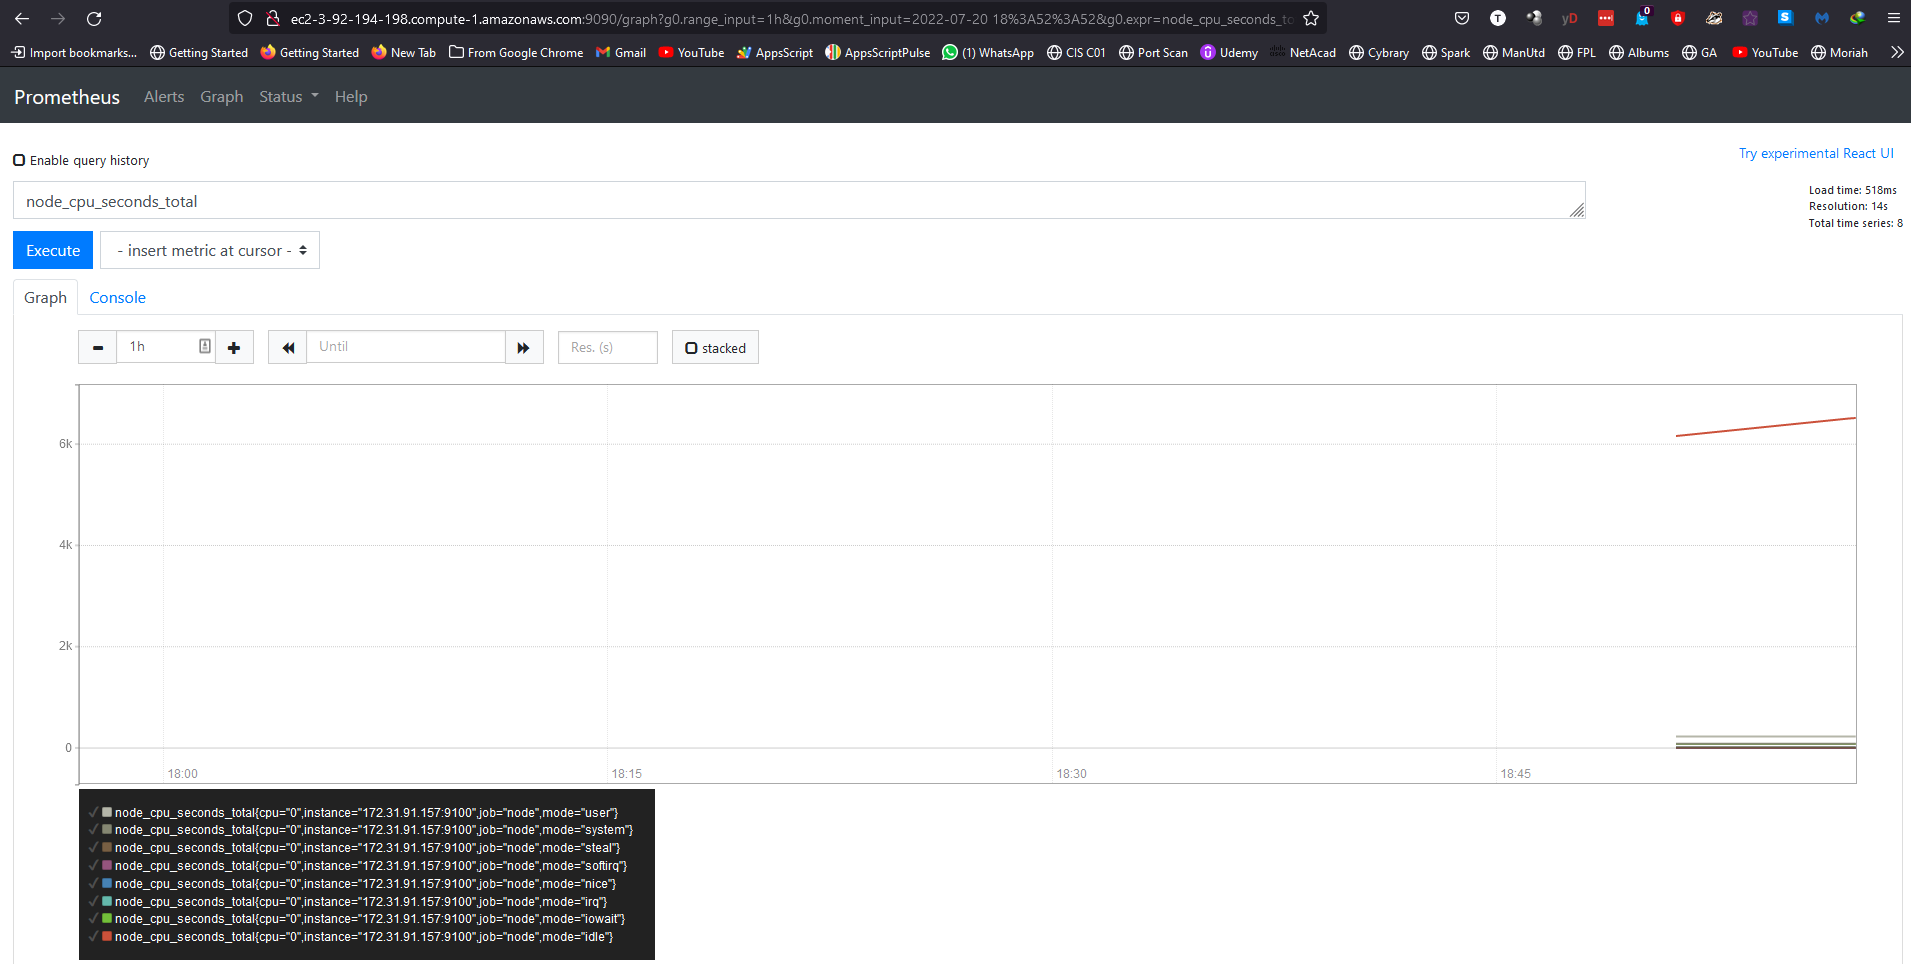 ec2-3-92-194-198.compute-1.amazonaws.com:9090/graph?g0.range_input=1h&g0.moment_input=2022-07-20 18%3A52%3A52&g0.expr=node_cpu_seconds_to
T yD 0 S
Import bookmarks... Getting Started Getting Started New Tab From Google Chrome Gmail YouTube AppsScript AppsScriptPulse (1) WhatsApp CIS C01 Port Scan Udemy NetAcad Cybrary Spark ManUtd FPL Albums GA YouTube Moriah
Prometheus Alerts Graph Status Help
Enable query history
Try experimental React UI
node_cpu_seconds_total
Load time: 518ms
Resolution: 14s
Total time series: 8
Execute - insert metric at cursor -
Graph Console
1h Until Res. (s) stacked
6k
4k
2k
0
18:00 18:15 18:30 18:45
node_cpu_seconds_total{cpu="0",instance="172.31.91.157:9100",job="node",mode="user"}
node_cpu_seconds_total{cpu="0",instance="172.31.91.157:9100",job="node",mode="system"}
node_cpu_seconds_total{cpu="0",instance="172.31.91.157:9100",job="node",mode="steal"}
node_cpu_seconds_total{cpu="0",instance="172.31.91.157:9100",job="node",mode="softirq"}
node_cpu_seconds_total{cpu="0",instance="172.31.91.157:9100",job="node",mode="nice"}
node_cpu_seconds_total{cpu="0",instance="172.31.91.157:9100",job="node",mode="irq"}
node_cpu_seconds_total{cpu="0",instance="172.31.91.157:9100",job="node",mode="iowait"}
node_cpu_seconds_total{cpu="0",instance="172.31.91.157:9100",job="node",mode="idle"}